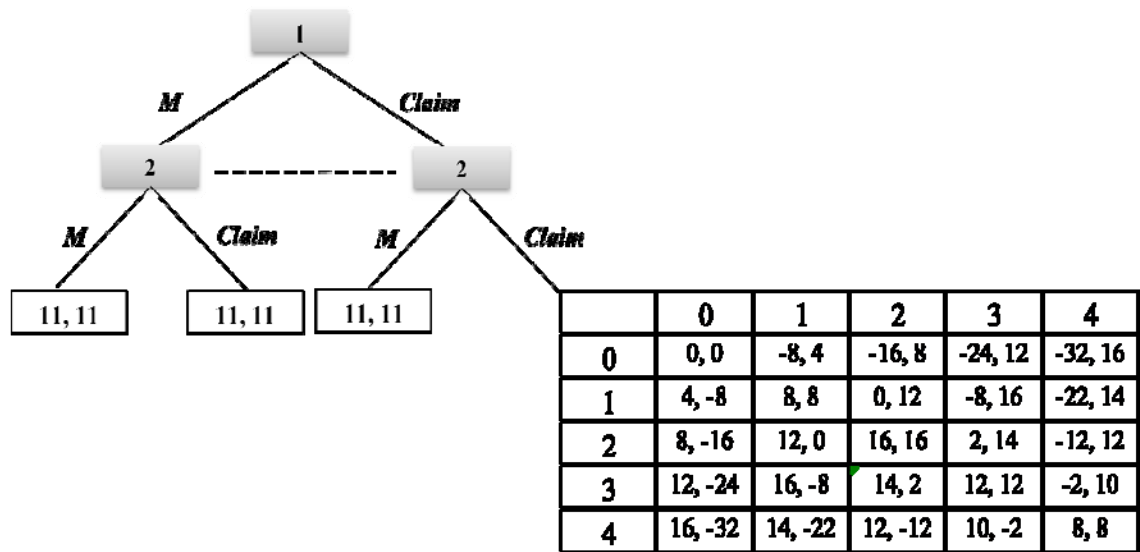 1
M Claim
2 2
M Claim M Claim
11, 11 11, 11 11, 11
0 1 2 3 4
0 0, 0 -8, 4 -16, 8 -24, 12 -32, 16
1 4, -8 8, 8 0, 12 -8, 16 -22, 14
2 8, -16 12, 0 16, 16 2, 14 -12, 12
3 12, -24 16, -8 14, 2 12, 12 -2, 10
4 16, -32 14, -22 12, -12 10, -2 8, 8